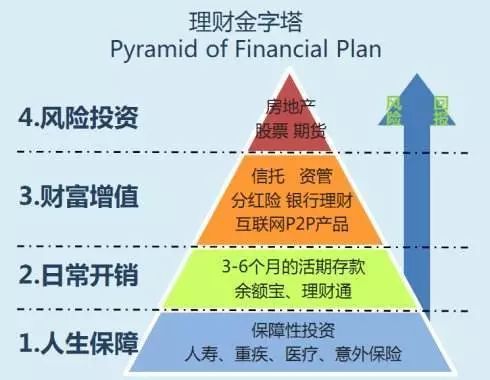 理财金字塔
Pyramid of Financial Plan
4.风险投资
房地产
股票 期货
风险
回报
3.财富增值
信托 资管
分红险 银行理财
互联网P2P产品
2.日常开销
3-6个月的活期存款
余额宝、理财通
1.人生保障
保障性投资
人寿、重疾、医疗、意外保险